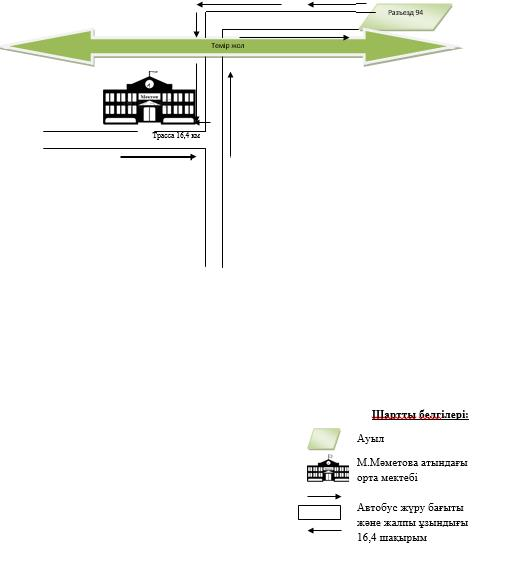 Разъезд 94
Темір жол
Мектеп
Трасса 16,4 км
Шартты белгілері:
Ауыл
М.Мәметова атындағы
орта мектебі
Автобус жүру бағыты
және жалпы ұзындығы
16,4 шақырым